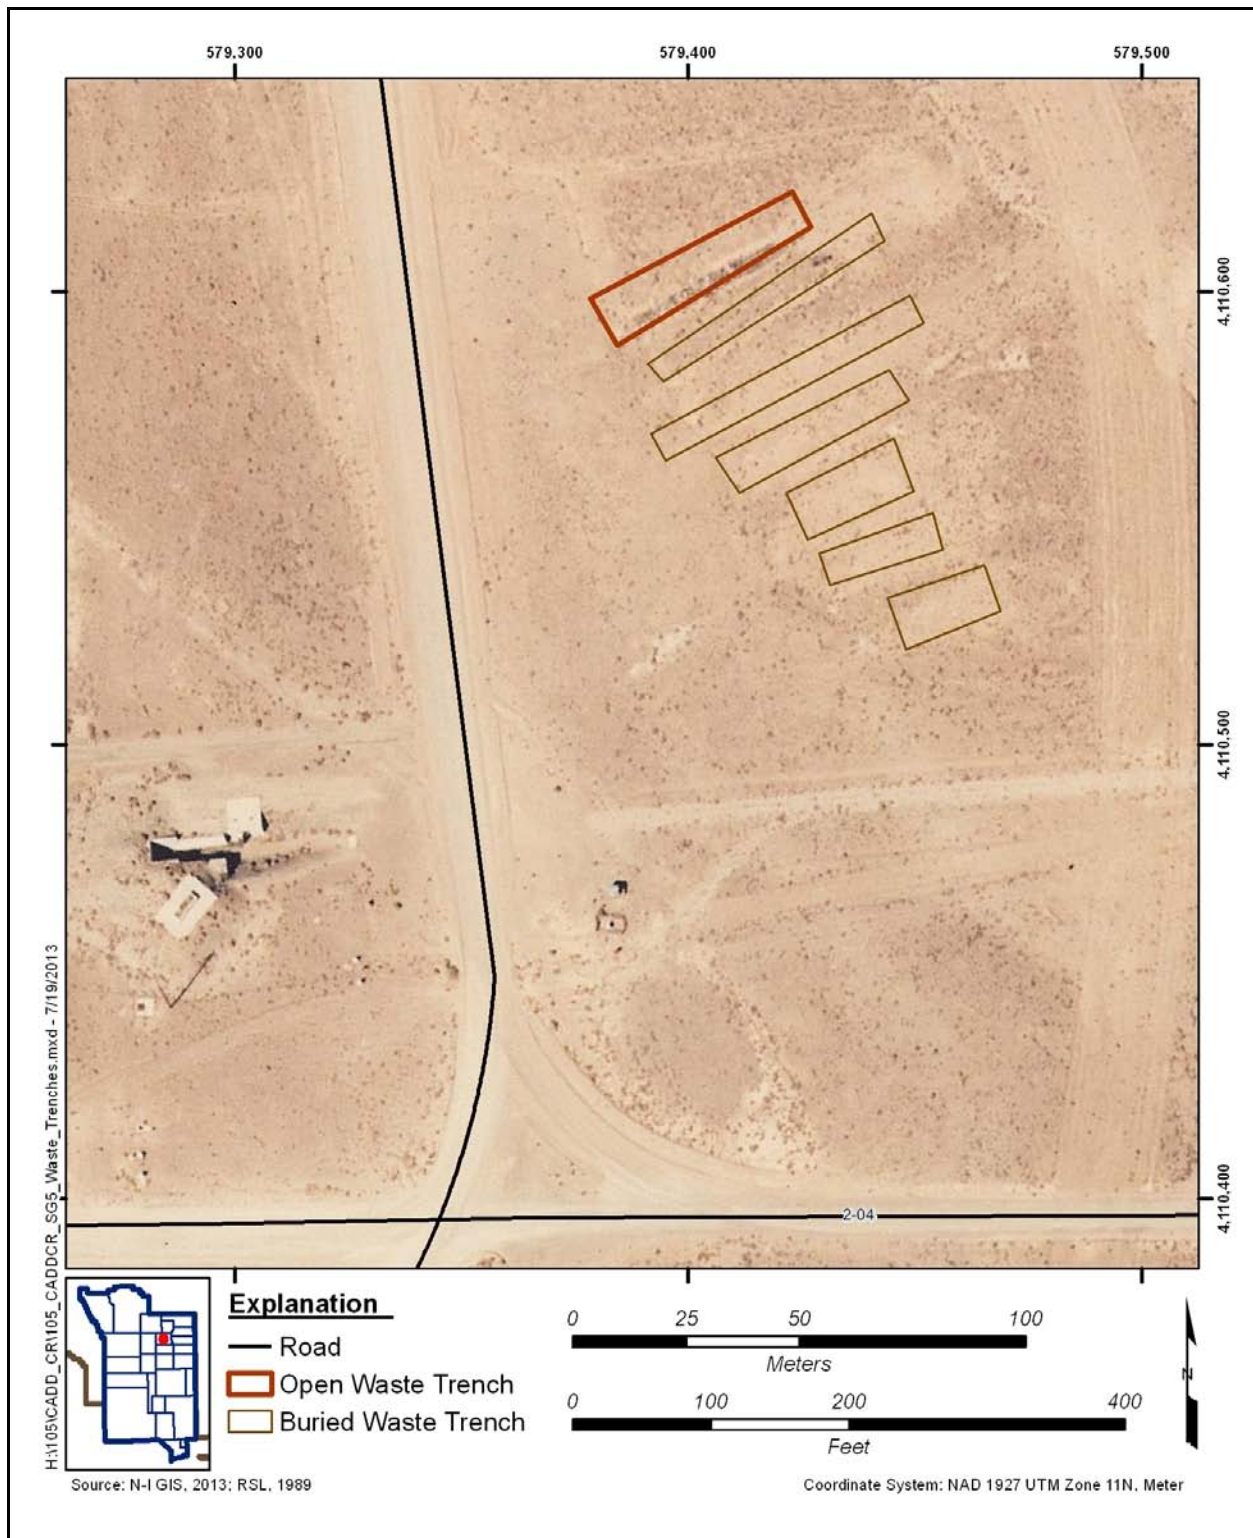 579,300 579,400 579,500
4,110,600
4,110,500
4,110,400
2-04
H:\105\CADD_CR\105_CADDCR_SG5_Waste_Trenches.mxd - 7/19/2013
Explanation
Road
Open Waste Trench
Buried Waste Trench
0 25 50 100
Meters
0 100 200 400
Feet
N
Source: N-I GIS, 2013; RSL, 1989
Coordinate System: NAD 1927 UTM Zone 11N, Meter